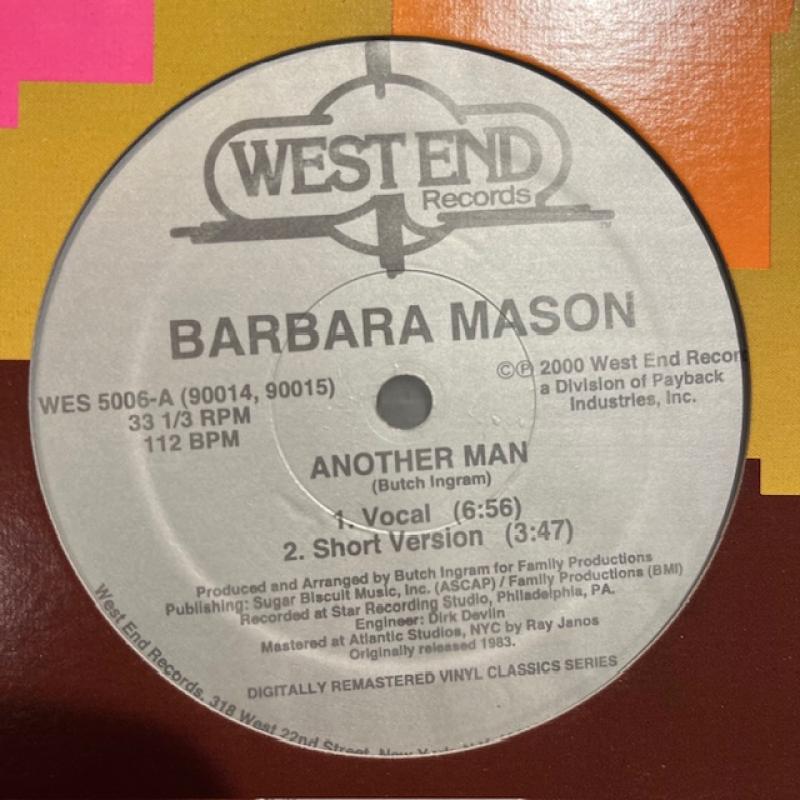 WEST END
Records
TM
BARBARA MASON
WES 5006-A (90014, 90015)
33 1/3 RPM
112 BPM
©℗ 2000 West End Recor
a Division of Payback
Industries, Inc.
ANOTHER MAN
(Butch Ingram)
1. Vocal (6:56)
2. Short Version (3:47)
Produced and Arranged by Butch Ingram for Family Productions
Publishing: Sugar Biscuit Music, Inc. (ASCAP) / Family Productions (BMI)
Recorded at Star Recording Studio, Philadelphia, PA.
Engineer: Dirk Devlin
Mastered at Atlantic Studios, NYC by Ray Janos
Originally released 1983.
DIGITALLY REMASTERED VINYL CLASSICS SERIES
West End Records, 318 West 22nd Street, New York